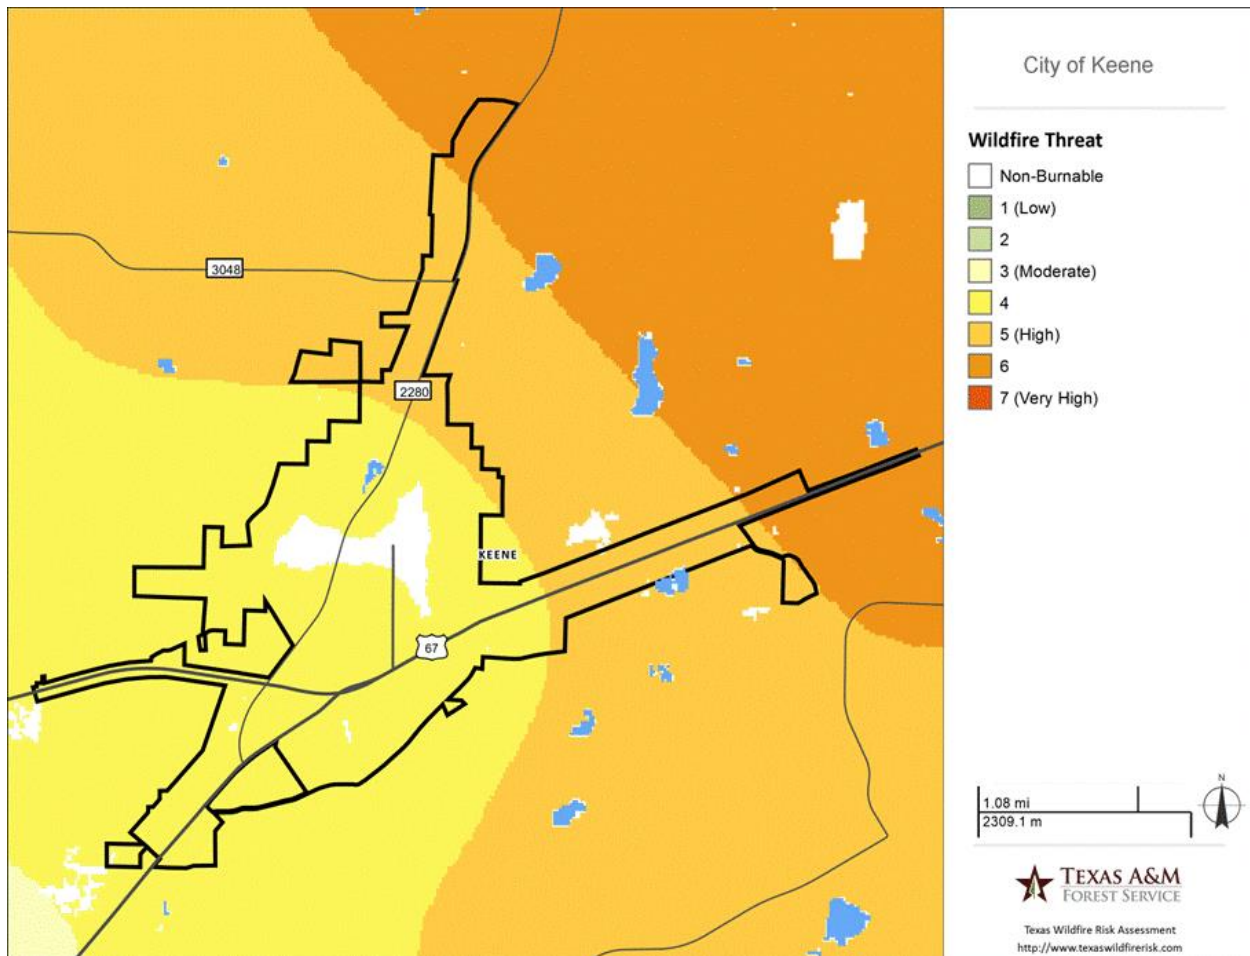 City of Keene
Wildfire Threat
Non-Burnable
1 (Low)
2
3 (Moderate)
4
5 (High)
6
7 (Very High)
3048
2280
KEENE
67
N
1.08 mi
2309.1 m
TEXAS A&M
FOREST SERVICE
Texas Wildfire Risk Assessment
http://www.texaswildfirerisk.com